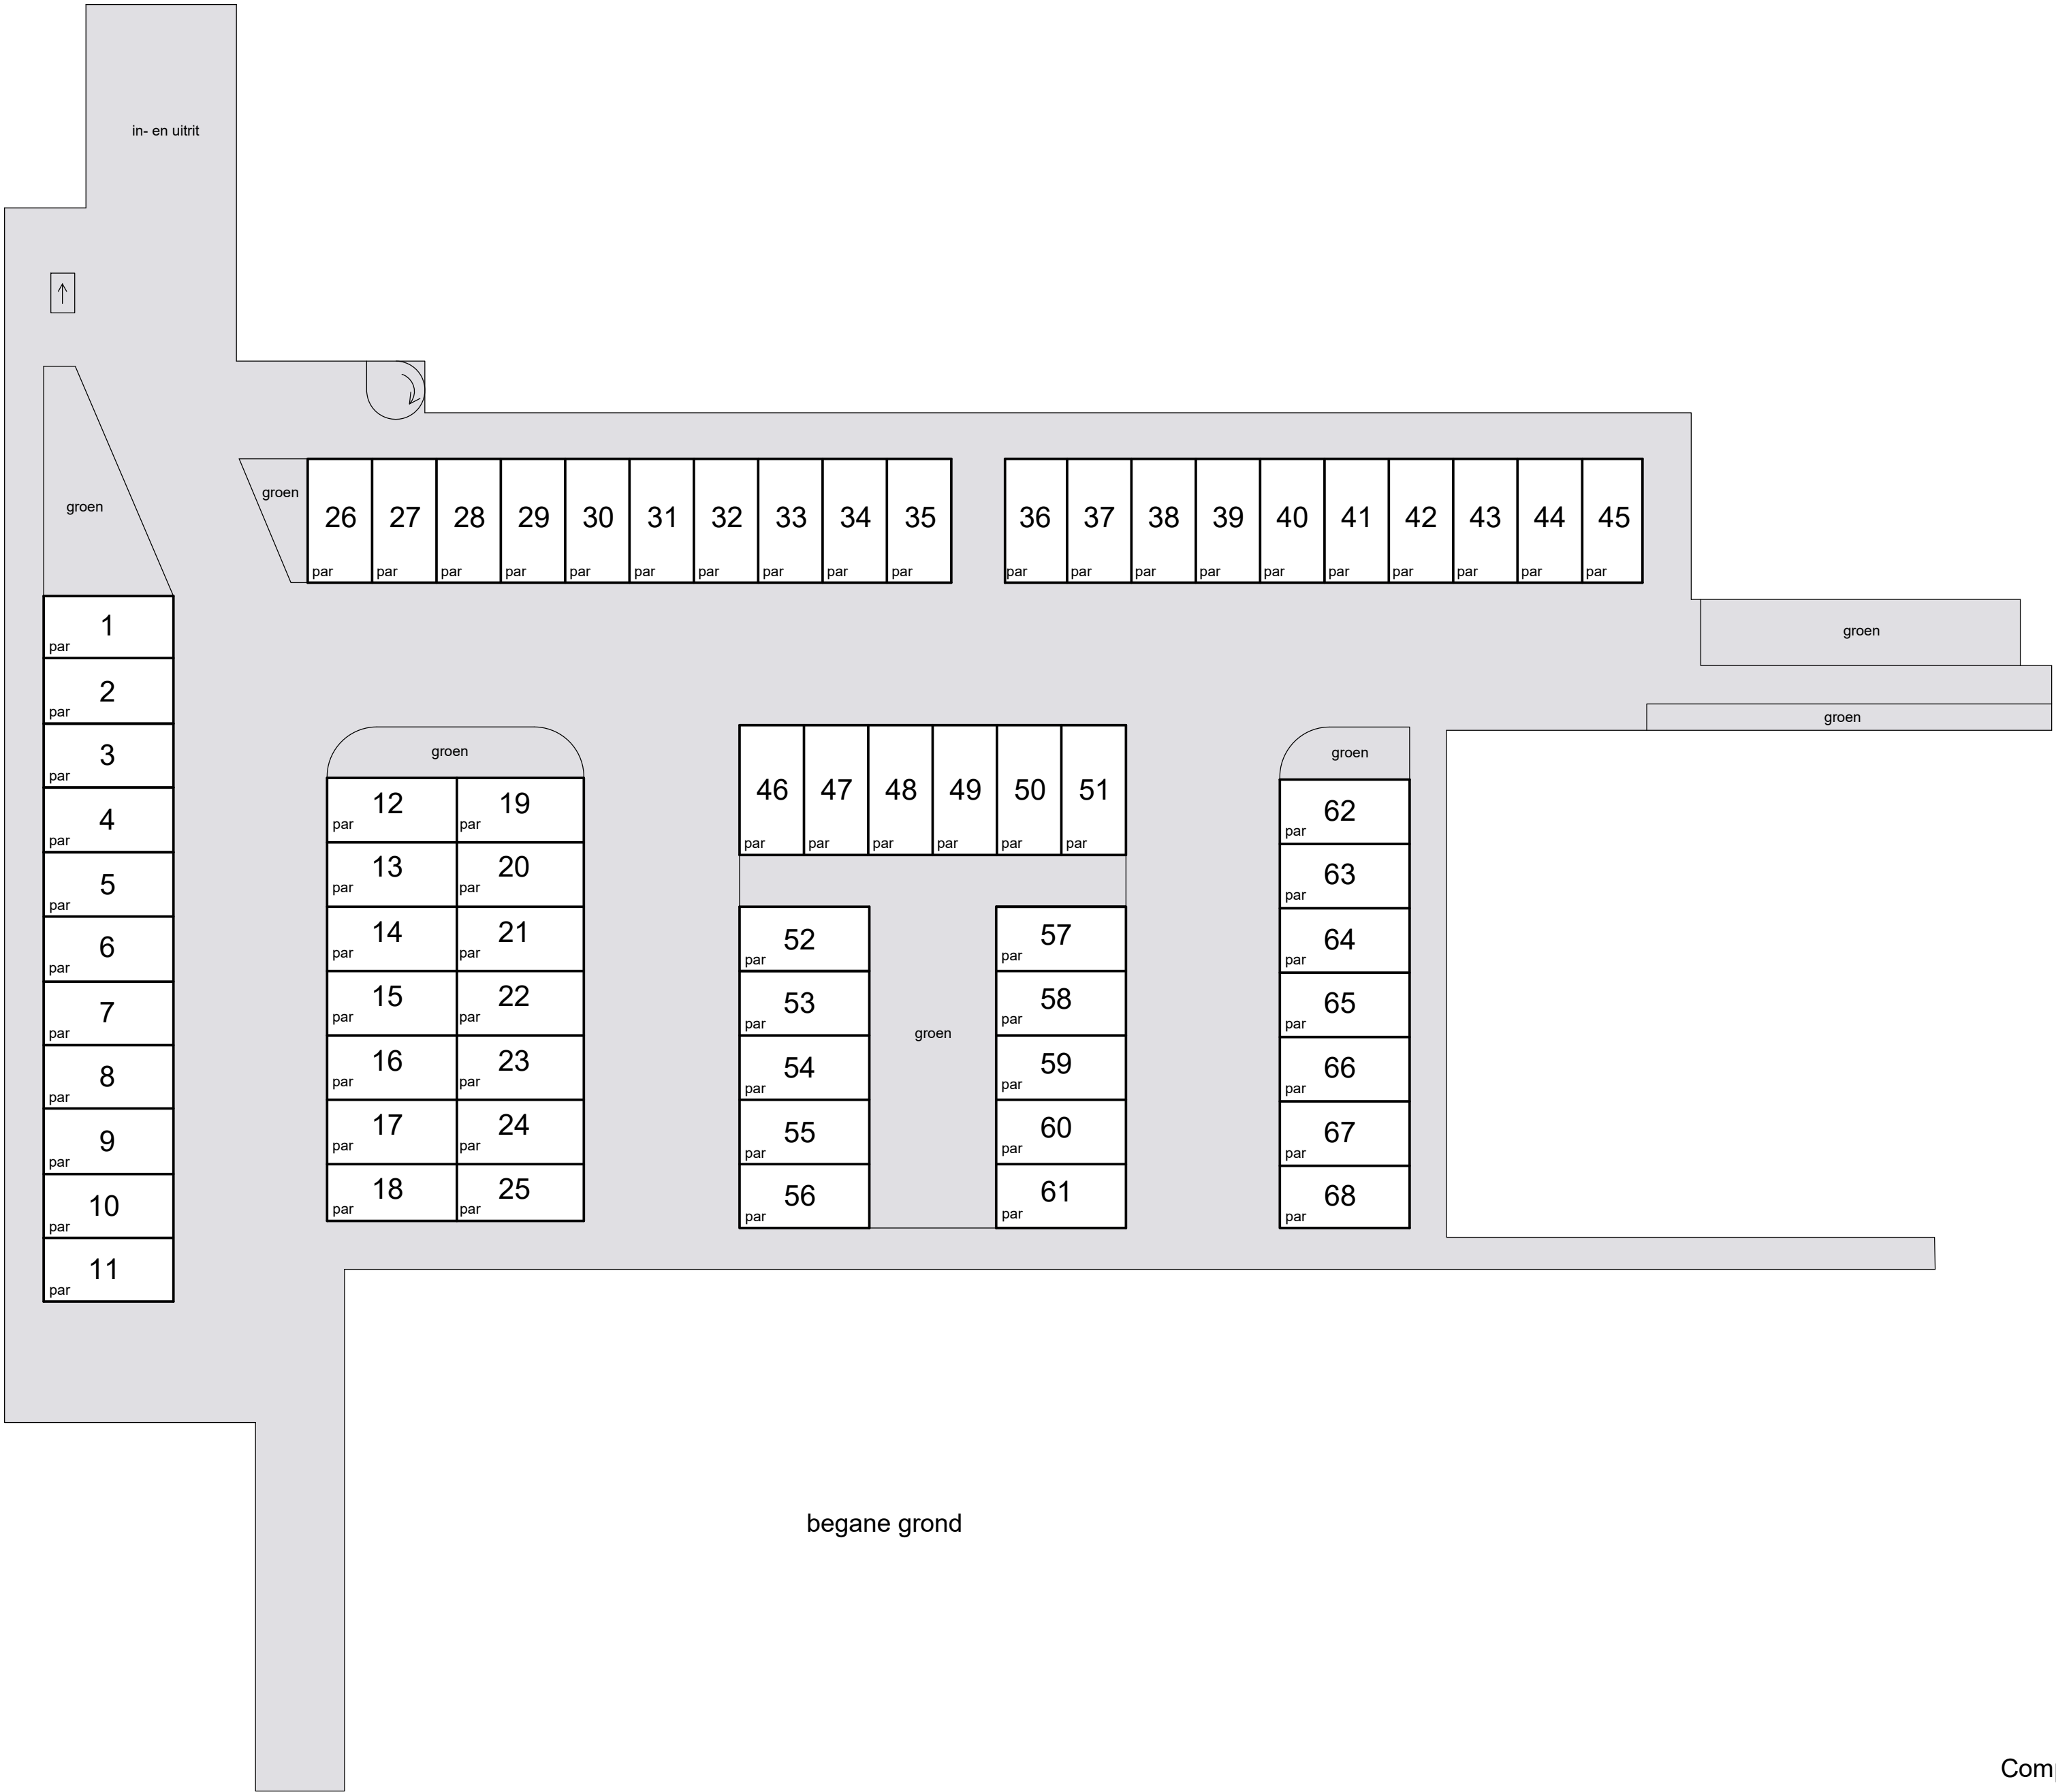 in- en uitrit
groen
groen
26 27 28 29 30 31 32 33 34 35
par par par par par par par par par par
36 37 38 39 40 41 42 43 44 45
par par par par par par par par par par
groen
groen
1
par
2
par
3
par
4
par
5
par
6
par
7
par
8
par
9
par
10
par
11
par
groen
12 19
par par
13 20
par par
14 21
par par
15 22
par par
16 23
par par
17 24
par par
18 25
par par
46 47 48 49 50 51
par par par par par par
52
par
53
par
54
par
55
par
56
par
groen
57
par
58
par
59
par
60
par
61
par
groen
62
par
63
par
64
par
65
par
66
par
67
par
68
par
begane grond